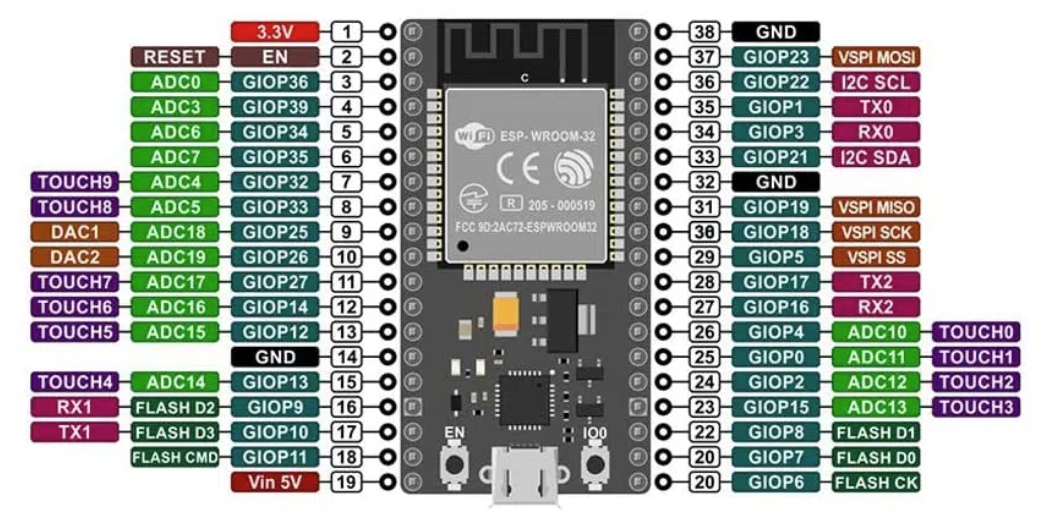 3.3V 1 38 GND
RESET EN 2 37 GIOP23 VSPI MOSI
ADC0 GIOP36 3 36 GIOP22 I2C SCL
C
ADC3 GIOP39 4 35 GIOP1 TX0
ADC6 GIOP34 5 WiFi ESP- WROOM-32 34 GIOP3 RX0
ADC7 GIOP35 6 CE 33 GIOP21 I2C SDA
TOUCH9 ADC4 GIOP32 7 32 GND
TOUCH8 ADC5 GIOP33 8 R 205 - 000519 31 GIOP19 VSPI MISO
DAC1 ADC18 GIOP25 9 FCC 9D:2AC72-ESPWROOM32 30 GIOP18 VSPI SCK
DAC2 ADC19 GIOP26 10 29 GIOP5 VSPI SS
TOUCH7 ADC17 GIOP27 11 28 GIOP17 TX2
TOUCH6 ADC16 GIOP14 12 27 GIOP16 RX2
TOUCH5 ADC15 GIOP12 13 26 GIOP4 ADC10 TOUCH0
GND 14 25 GIOP0 ADC11 TOUCH1
TOUCH4 ADC14 GIOP13 15 24 GIOP2 ADC12 TOUCH2
RX1 FLASH D2 GIOP9 16 23 GIOP15 ADC13 TOUCH3
TX1 FLASH D3 GIOP10 17 EN IO0 22 GIOP8 FLASH D1
FLASH CMD GIOP11 18 20 GIOP7 FLASH D0
Vin 5V 19 20 GIOP6 FLASH CK